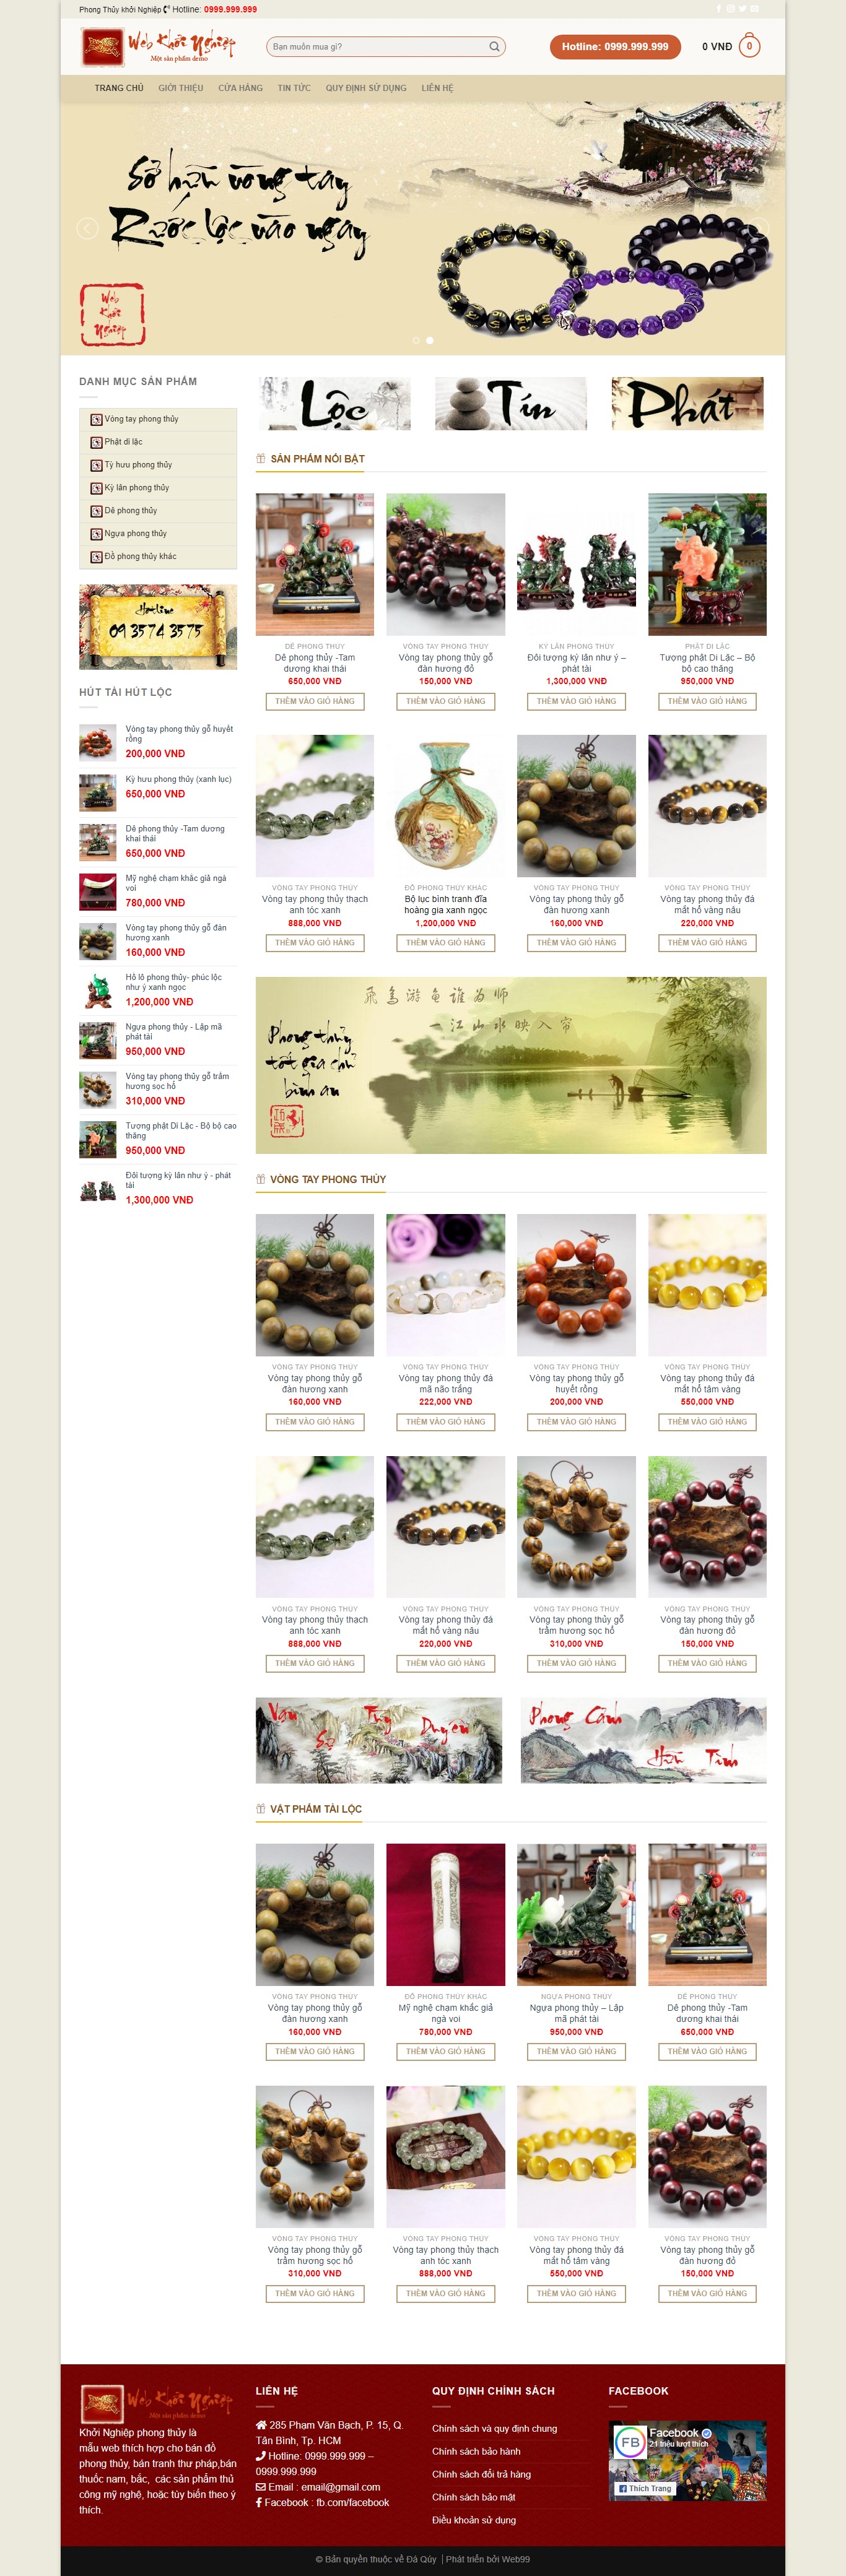 Phong Thủy khởi Nghiệp Hotline: 0999.999.999
Web Khởi Nghiệp
Một sản phẩm demo
Bạn muốn mua gì?
Hotline: 0999.999.999
0 VNĐ 0
TRANG CHỦ GIỚI THIỆU CỬA HÀNG TIN TỨC QUY ĐỊNH SỬ DỤNG LIÊN HỆ
Sở hữu vòng tay
Rước lộc vào ngay
Web
Khởi
Nghiệp
DANH MỤC SẢN PHẨM
Vòng tay phong thủy
Phật di lặc
Tỳ hưu phong thủy
Kỳ lân phong thủy
Dê phong thủy
Ngựa phong thủy
Đồ phong thủy khác
Hotline
09 3574 3575
HÚT TÀI HÚT LỘC
Vòng tay phong thủy gỗ huyết
rồng
200,000 VNĐ
Kỳ hưu phong thủy (xanh lục)
650,000 VNĐ
Dê phong thủy -Tam dương
khai thái
650,000 VNĐ
Mỹ nghệ chạm khắc giả ngà
voi
780,000 VNĐ
Vòng tay phong thủy gỗ đàn
hương xanh
160,000 VNĐ
Hồ lô phong thủy- phúc lộc
như ý xanh ngọc
1,200,000 VNĐ
Ngựa phong thủy - Lập mã
phát tài
950,000 VNĐ
Vòng tay phong thủy gỗ trầm
hương sọc hổ
310,000 VNĐ
Tượng phật Di Lặc - Bộ bộ cao
thăng
950,000 VNĐ
Đôi tượng kỳ lân như ý - phát
tài
1,300,000 VNĐ
Lộc Tín Phát
SẢN PHẨM NỔI BẬT
DÊ PHONG THỦY VÒNG TAY PHONG THỦY KỲ LÂN PHONG THỦY PHẬT DI LẶC
Dê phong thủy -Tam Vòng tay phong thủy gỗ Đôi tượng kỳ lân như ý – Tượng phật Di Lặc – Bộ
dương khai thái đàn hương đỏ phát tài bộ cao thăng
650,000 VNĐ 150,000 VNĐ 1,300,000 VNĐ 950,000 VNĐ
THÊM VÀO GIỎ HÀNG THÊM VÀO GIỎ HÀNG THÊM VÀO GIỎ HÀNG THÊM VÀO GIỎ HÀNG
VÒNG TAY PHONG THỦY ĐỒ PHONG THỦY KHÁC VÒNG TAY PHONG THỦY VÒNG TAY PHONG THỦY
Vòng tay phong thủy thạch Bộ lục bình tranh đĩa Vòng tay phong thủy gỗ Vòng tay phong thủy đá
anh tóc xanh hoàng gia xanh ngọc đàn hương xanh mắt hổ vàng nâu
888,000 VNĐ 1,200,000 VNĐ 160,000 VNĐ 220,000 VNĐ
THÊM VÀO GIỎ HÀNG THÊM VÀO GIỎ HÀNG THÊM VÀO GIỎ HÀNG THÊM VÀO GIỎ HÀNG
飛鳥游魚谁為师
一江山水映入帘
Phong thủy
tốt gia chủ
bình an
VÒNG TAY PHONG THỦY
VÒNG TAY PHONG THỦY VÒNG TAY PHONG THỦY VÒNG TAY PHONG THỦY VÒNG TAY PHONG THỦY
Vòng tay phong thủy gỗ Vòng tay phong thủy đá Vòng tay phong thủy gỗ Vòng tay phong thủy đá
đàn hương xanh mã não trắng huyết rồng mắt hổ tâm vàng
160,000 VNĐ 222,000 VNĐ 200,000 VNĐ 550,000 VNĐ
THÊM VÀO GIỎ HÀNG THÊM VÀO GIỎ HÀNG THÊM VÀO GIỎ HÀNG THÊM VÀO GIỎ HÀNG
VÒNG TAY PHONG THỦY VÒNG TAY PHONG THỦY VÒNG TAY PHONG THỦY VÒNG TAY PHONG THỦY
Vòng tay phong thủy thạch Vòng tay phong thủy đá Vòng tay phong thủy gỗ Vòng tay phong thủy gỗ
anh tóc xanh mắt hổ vàng nâu trầm hương sọc hổ đàn hương đỏ
888,000 VNĐ 220,000 VNĐ 310,000 VNĐ 150,000 VNĐ
THÊM VÀO GIỎ HÀNG THÊM VÀO GIỎ HÀNG THÊM VÀO GIỎ HÀNG THÊM VÀO GIỎ HÀNG
Vạn Sự Tùy Duyên Phong Cảnh Hữu Tình
VẬT PHẨM TÀI LỘC
VÒNG TAY PHONG THỦY ĐỒ PHONG THỦY KHÁC NGỰA PHONG THỦY DÊ PHONG THỦY
Vòng tay phong thủy gỗ Mỹ nghệ chạm khắc giả Ngựa phong thủy – Lập Dê phong thủy -Tam
đàn hương xanh ngà voi mã phát tài dương khai thái
160,000 VNĐ 780,000 VNĐ 950,000 VNĐ 650,000 VNĐ
THÊM VÀO GIỎ HÀNG THÊM VÀO GIỎ HÀNG THÊM VÀO GIỎ HÀNG THÊM VÀO GIỎ HÀNG
VÒNG TAY PHONG THỦY VÒNG TAY PHONG THỦY VÒNG TAY PHONG THỦY VÒNG TAY PHONG THỦY
Vòng tay phong thủy gỗ Vòng tay phong thủy thạch Vòng tay phong thủy đá Vòng tay phong thủy gỗ
trầm hương sọc hổ anh tóc xanh mắt hổ tâm vàng đàn hương đỏ
310,000 VNĐ 888,000 VNĐ 550,000 VNĐ 150,000 VNĐ
THÊM VÀO GIỎ HÀNG THÊM VÀO GIỎ HÀNG THÊM VÀO GIỎ HÀNG THÊM VÀO GIỎ HÀNG
Web Khởi Nghiệp
Một sản phẩm demo
Khởi Nghiệp phong thủy là
mẫu web thích hợp cho bán đồ
phong thủy, bán tranh thư pháp,bán
thuốc nam, bắc, các sản phẩm thủ
công mỹ nghệ, hoặc tùy biến theo ý
thích.
LIÊN HỆ
285 Phạm Văn Bạch, P. 15, Q.
Tân Bình, Tp. HCM
Hotline: 0999.999.999 –
0999.999.999
Email : email@gmail.com
Facebook : fb.com/facebook
QUY ĐỊNH CHÍNH SÁCH
Chính sách và quy định chung
Chính sách bảo hành
Chính sách đổi trả hàng
Chính sách bảo mật
Điều khoản sử dụng
FACEBOOK
FB
Facebook
21 triệu lượt thích
Thích Trang
© Bản quyền thuộc về Đá Qúy | Phát triển bởi Web99